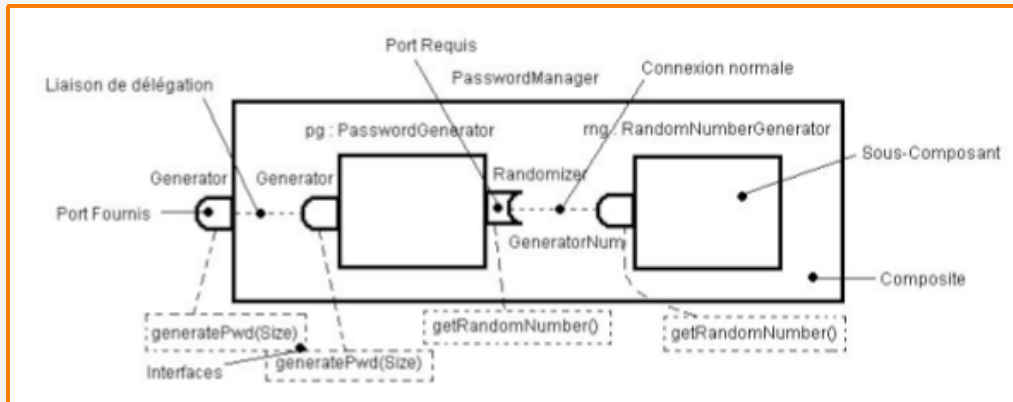 Port Requis
Connexion normale
PasswordManager
Liaison de délégation
pg : PasswordGenerator
rng : RandomNumberGenerator
Sous-Composant
Generator
Generator
Randomizer
Port Fournis
GeneratorNum
Composite
generatePwd(Size)
getRandomNumber()
getRandomNumber()
Interfaces
generatePwd(Size)